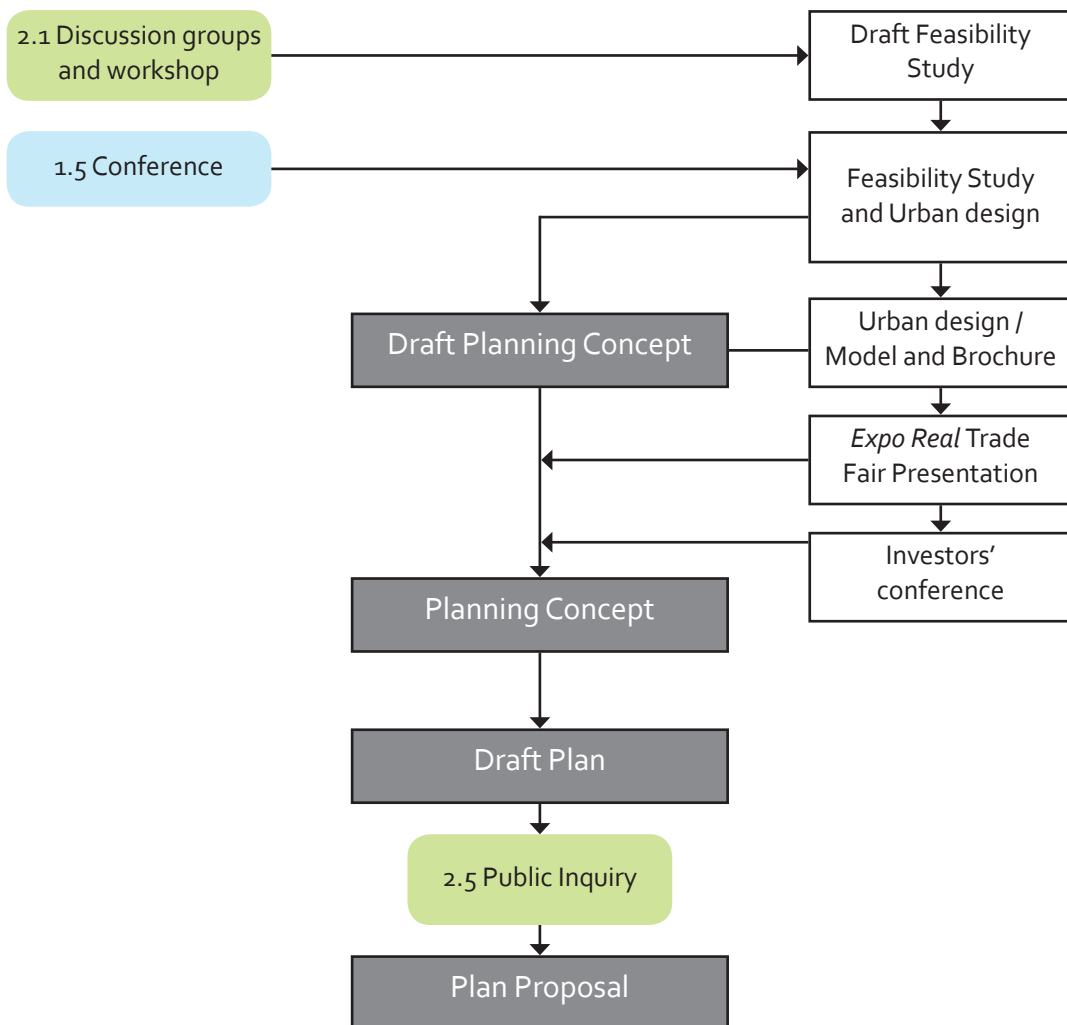 2.1 Discussion groups
and workshop
Draft Feasibility
Study
1.5 Conference
Feasibility Study
and Urban design
Draft Planning Concept
Urban design /
Model and Brochure
Expo Real Trade
Fair Presentation
Investors’
conference
Planning Concept
Draft Plan
2.5 Public Inquiry
Plan Proposal